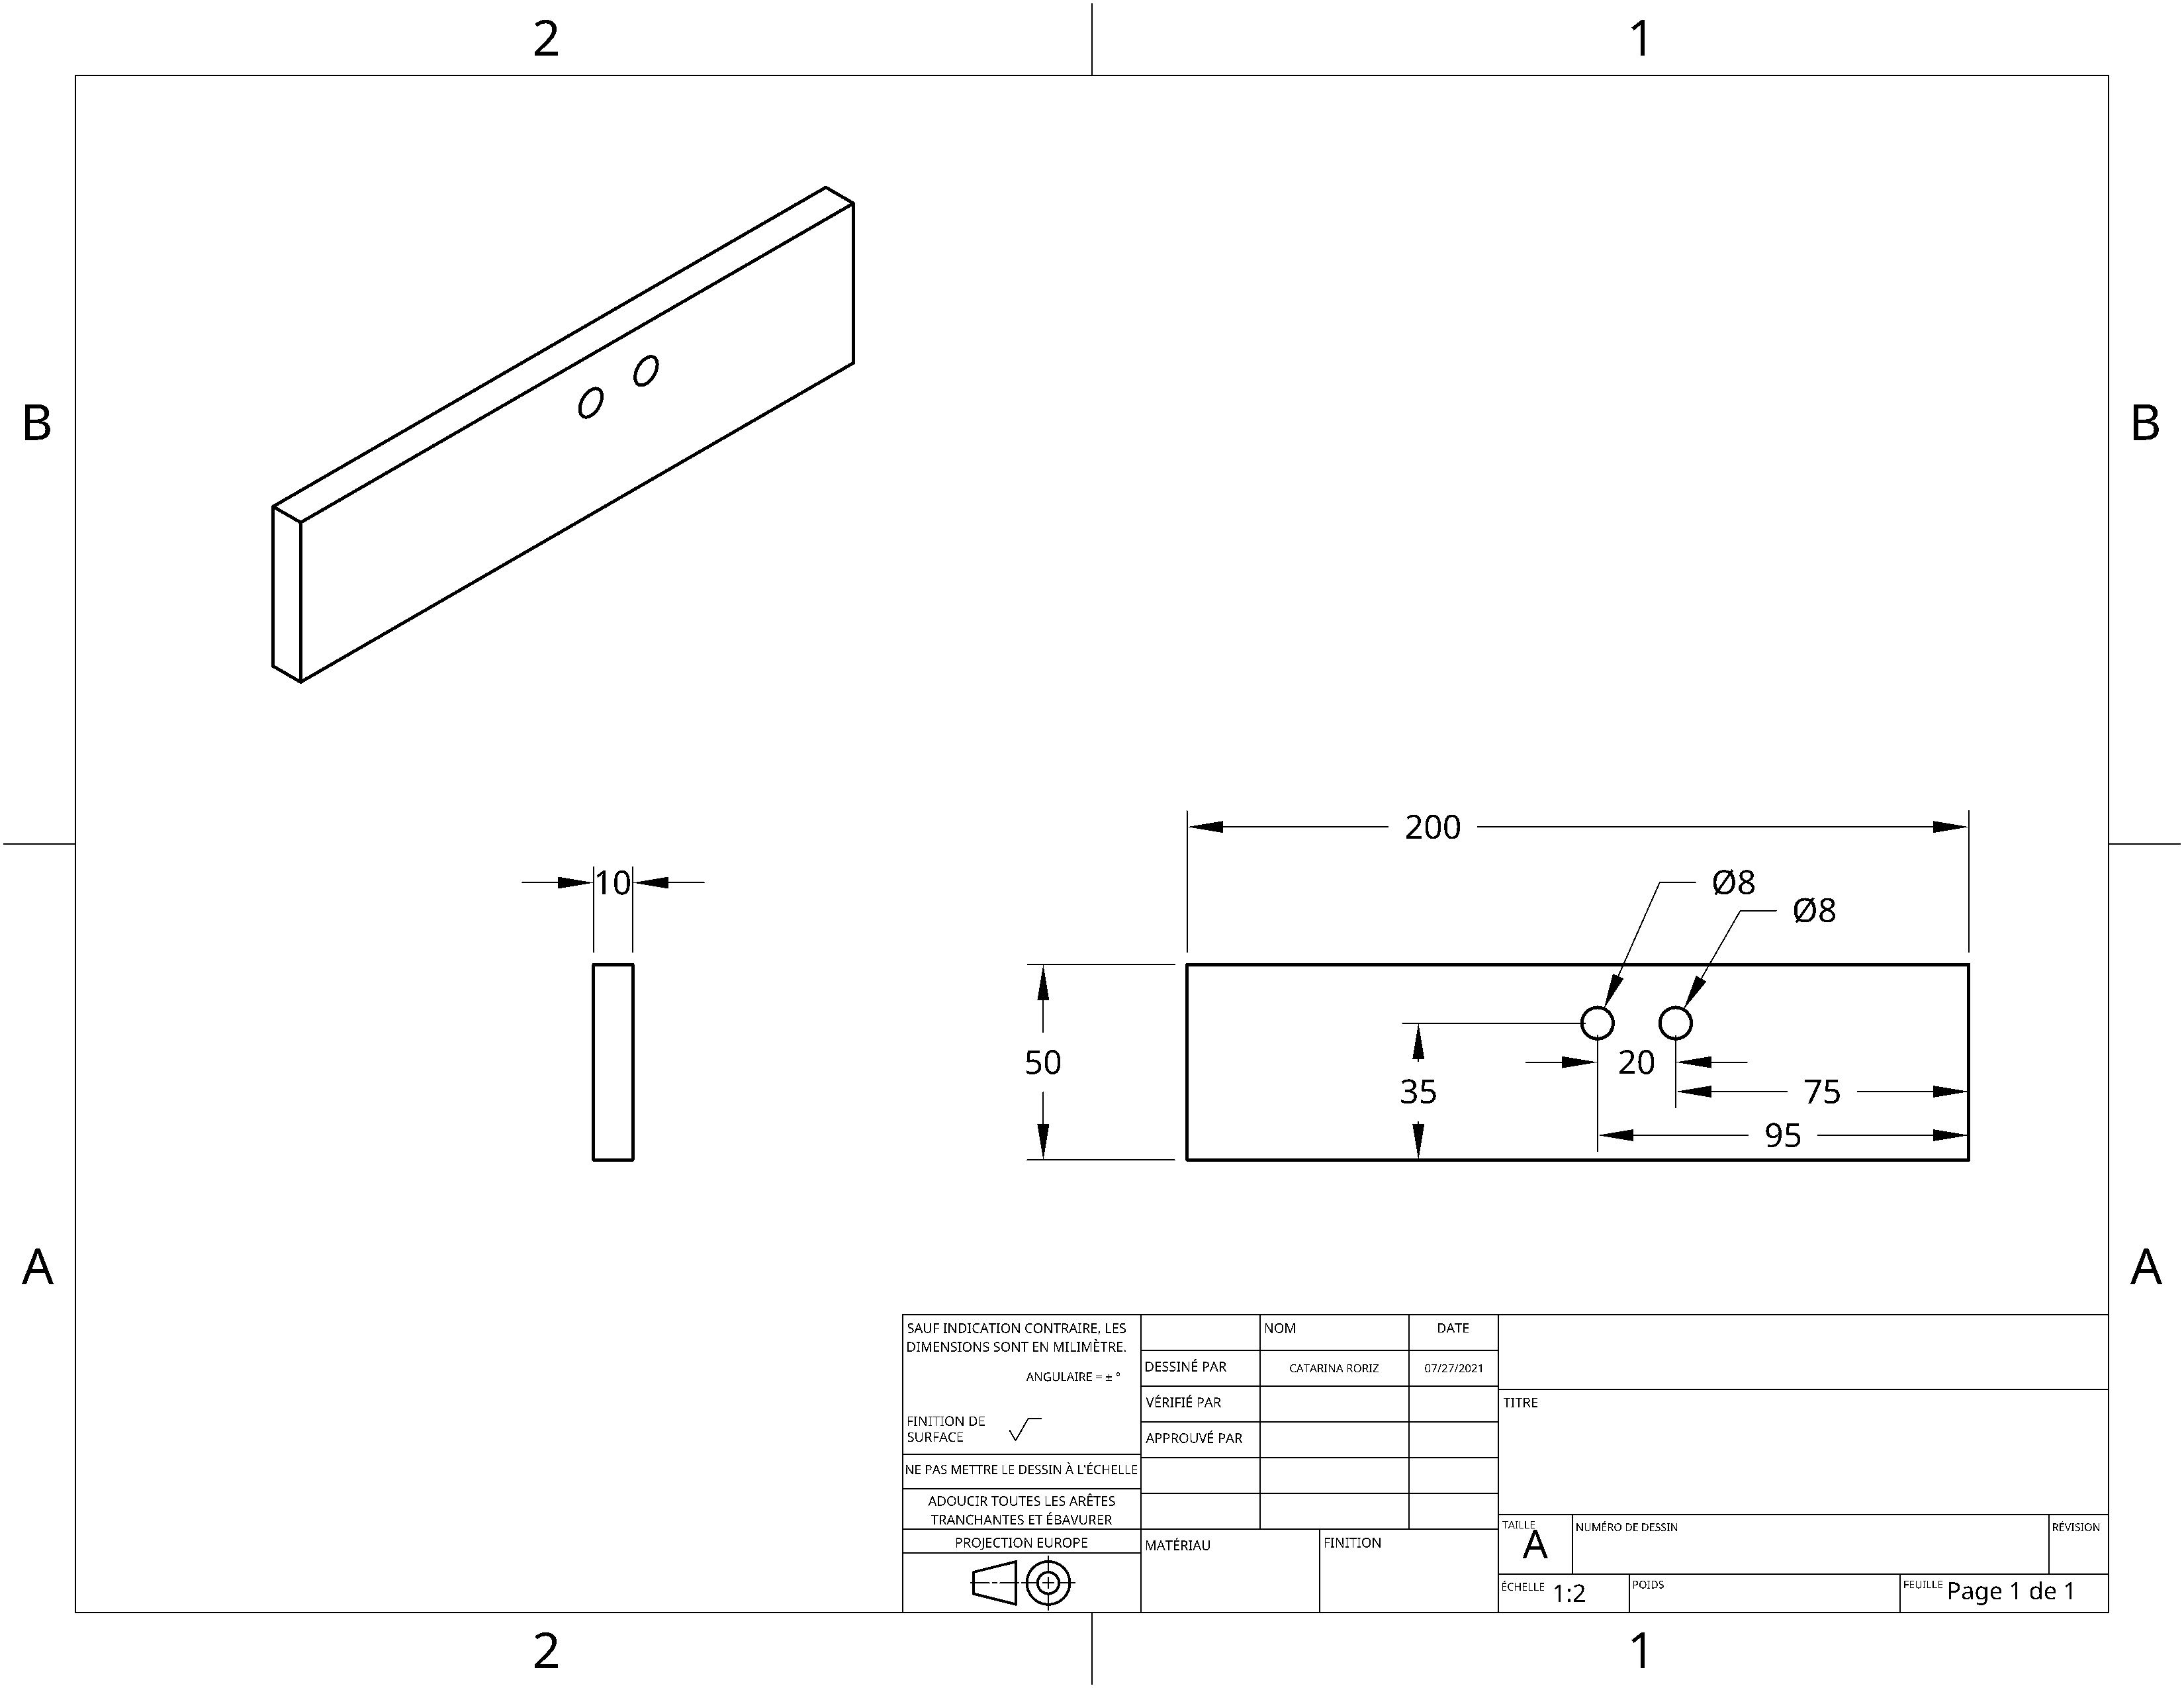 2
1
B
B
200
10
Ø8
Ø8
50
20
35
75
95
A
A
SAUF INDICATION CONTRAIRE, LES
DIMENSIONS SONT EN MILIMÈTRE.
ANGULAIRE = ± °
FINITION DE
SURFACE
NE PAS METTRE LE DESSIN À L'ÉCHELLE
ADOUCIR TOUTES LES ARÊTES
TRANCHANTES ET ÉBAVURER
PROJECTION EUROPE
NOM
DATE
DESSINÉ PAR
CATARINA RORIZ
07/27/2021
VÉRIFIÉ PAR
APPROUVÉ PAR
MATÉRIAU
FINITION
TITRE
TAILLE
A
NUMÉRO DE DESSIN
RÉVISION
ÉCHELLE 1:2
POIDS
FEUILLE Page 1 de 1
2
1